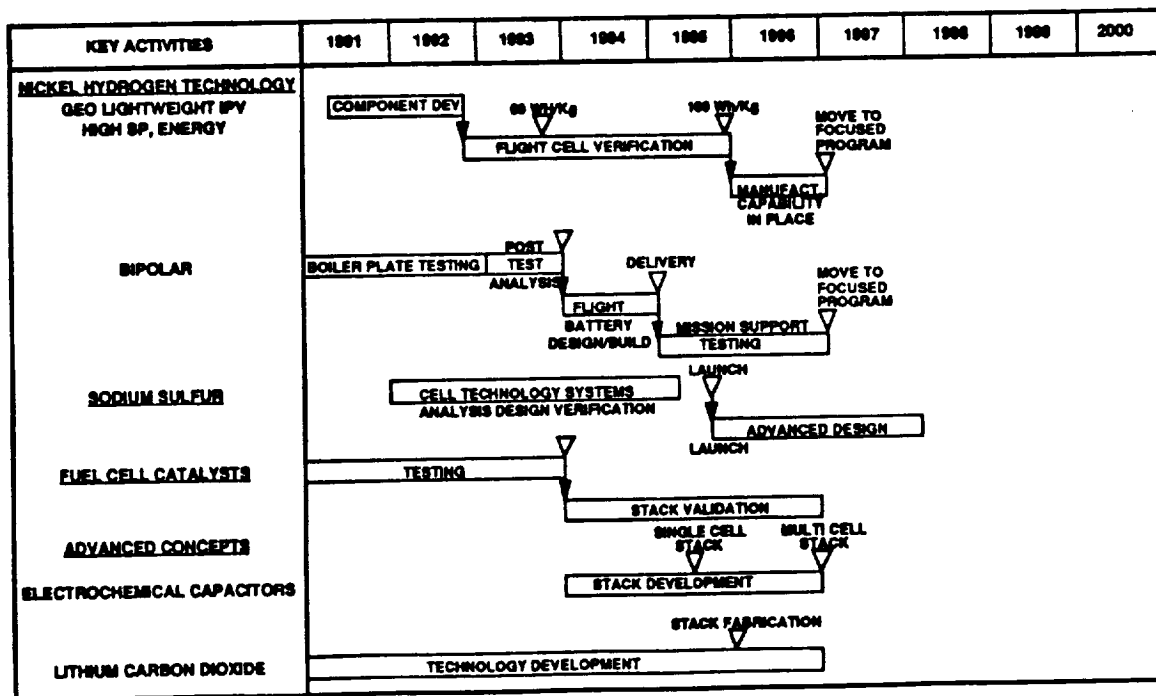 KEY ACTIVITIES 1991 1992 1993 1994 1995 1996 1997 1998 1999 2000
NICKEL HYDROGEN TECHNOLOGY
GEO LIGHTWEIGHT IPV
HIGH SP, ENERGY
COMPONENT DEV
Wh/Kg
100 Wh/Kg
FLIGHT CELL VERIFICATION
MOVE TO
FOCUSED
PROGRAM
MANUFACT.
CAPABILITY
IN PLACE
BIPOLAR
BOILER PLATE TESTING
POST
TEST
ANALYSIS
FLIGHT
BATTERY
DESIGN/BUILD
DELIVERY
MISSION SUPPORT
TESTING
MOVE TO
FOCUSED
PROGRAM
SODIUM SULFUR
CELL TECHNOLOGY SYSTEMS
ANALYSIS DESIGN VERIFICATION
LAUNCH
ADVANCED DESIGN
LAUNCH
FUEL CELL CATALYSTS
TESTING
STACK VALIDATION
ADVANCED CONCEPTS
SINGLE CELL
STACK
MULTI CELL
STACK
ELECTROCHEMICAL CAPACITORS
STACK DEVELOPMENT
STACK FABRICATION
LITHIUM CARBON DIOXIDE
TECHNOLOGY DEVELOPMENT